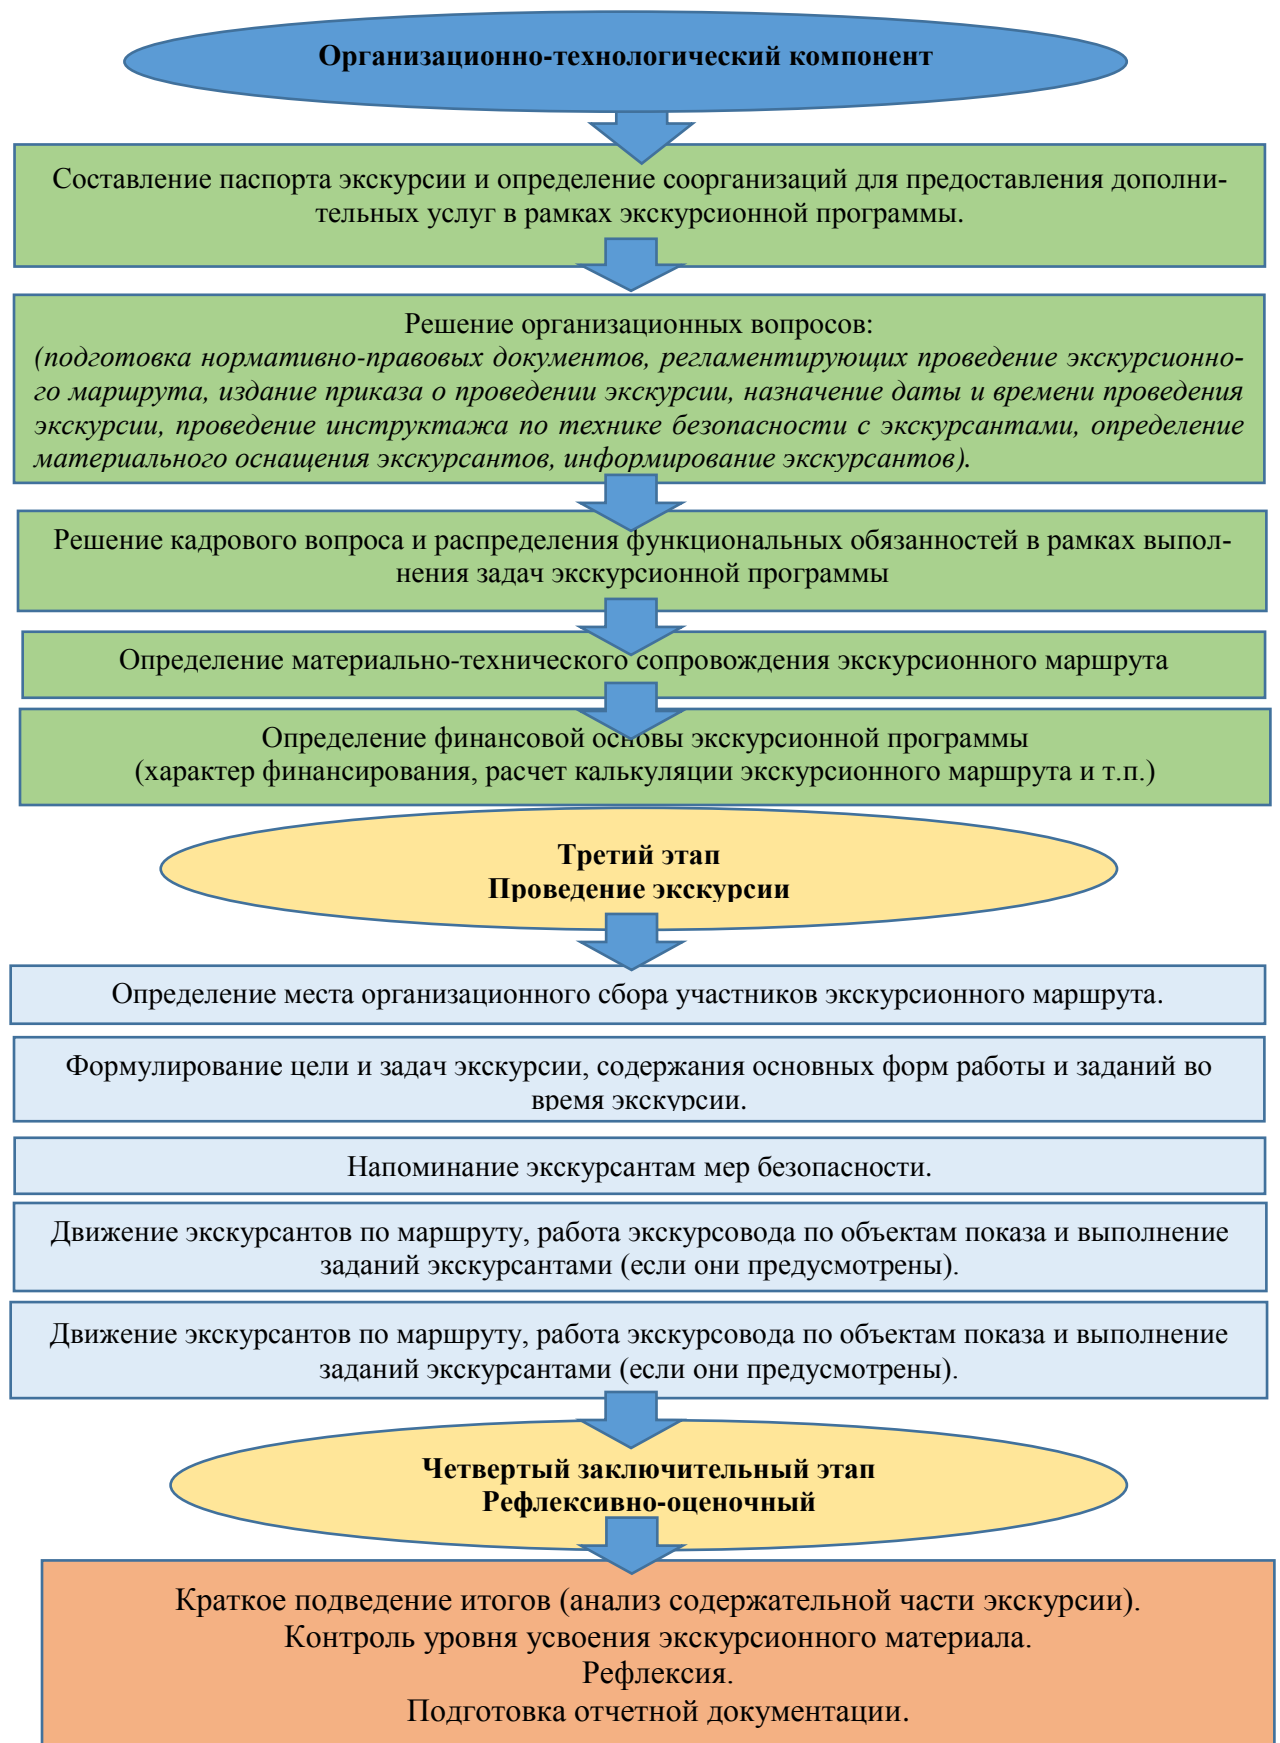 Организационно-технологический компонент
Составление паспорта экскурсии и определение соорганизаций для предоставления дополни-
тельных услуг в рамках экскурсионной программы.
Решение организационных вопросов:
(подготовка нормативно-правовых документов, регламентирующих проведение экскурсионно-
го маршрута, издание приказа о проведении экскурсии, назначение даты и времени проведения
экскурсии, проведение инструктажа по технике безопасности с экскурсантами, определение
материального оснащения экскурсантов, информирование экскурсантов).
Решение кадрового вопроса и распределения функциональных обязанностей в рамках выпол-
нения задач экскурсионной программы
Определение материально-технического сопровождения экскурсионного маршрута
Определение финансовой основы экскурсионной программы
(характер финансирования, расчет калькуляции экскурсионного маршрута и т.п.)
Третий этап
Проведение экскурсии
Определение места организационного сбора участников экскурсионного маршрута.
Формулирование цели и задач экскурсии, содержания основных форм работы и заданий во
время экскурсии.
Напоминание экскурсантам мер безопасности.
Движение экскурсантов по маршруту, работа экскурсовода по объектам показа и выполнение
заданий экскурсантами (если они предусмотрены).
Движение экскурсантов по маршруту, работа экскурсовода по объектам показа и выполнение
заданий экскурсантами (если они предусмотрены).
Четвертый заключительный этап
Рефлексивно-оценочный
Краткое подведение итогов (анализ содержательной части экскурсии).
Контроль уровня усвоения экскурсионного материала.
Рефлексия.
Подготовка отчетной документации.